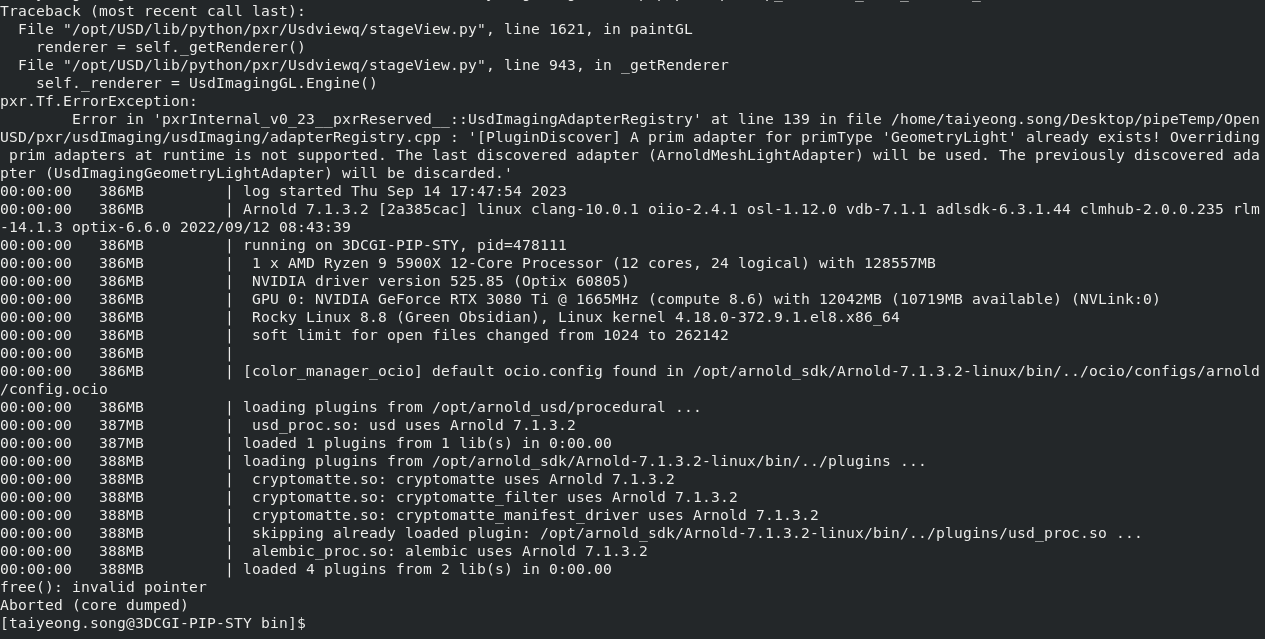 Traceback (most recent call last):
  File "/opt/USD/lib/python/pxr/Usdviewq/stageView.py", line 1621, in paintGL
    renderer = self._getRenderer()
  File "/opt/USD/lib/python/pxr/Usdviewq/stageView.py", line 943, in _getRenderer
    self._renderer = UsdImagingGL.Engine()
pxr.Tf.ErrorException:
        Error in 'pxrInternal_v0_23__pxrReserved__::UsdImagingAdapterRegistry' at line 139 in file /home/taiyeong.song/Desktop/pipeTemp/Open
USD/pxr/usdImaging/usdImaging/adapterRegistry.cpp : '[PluginDiscover] A prim adapter for primType 'GeometryLight' already exists! Overriding
 prim adapters at runtime is not supported. The last discovered adapter (ArnoldMeshLightAdapter) will be used. The previously discovered ada
pter (UsdImagingGeometryLightAdapter) will be discarded.'
00:00:00   386MB         | log started Thu Sep 14 17:47:54 2023
00:00:00   386MB         | Arnold 7.1.3.2 [2a385cac] linux clang-10.0.1 oiio-2.4.1 osl-1.12.0 vdb-7.1.1 adlsdk-6.3.1.44 clmhub-2.0.0.235 rlm
-14.1.3 optix-6.6.0 2022/09/12 08:43:39
00:00:00   386MB         | running on 3DCGI-PIP-STY, pid=478111
00:00:00   386MB         |  1 x AMD Ryzen 9 5900X 12-Core Processor (12 cores, 24 logical) with 128557MB
00:00:00   386MB         |  NVIDIA driver version 525.85 (Optix 60805)
00:00:00   386MB         |  GPU 0: NVIDIA GeForce RTX 3080 Ti @ 1665MHz (compute 8.6) with 12042MB (10719MB available) (NVLink:0)
00:00:00   386MB         |  Rocky Linux 8.8 (Green Obsidian), Linux kernel 4.18.0-372.9.1.el8.x86_64
00:00:00   386MB         |  soft limit for open files changed from 1024 to 262142
00:00:00   386MB         |
00:00:00   386MB         | [color_manager_ocio] default ocio.config found in /opt/arnold_sdk/Arnold-7.1.3.2-linux/bin/../ocio/configs/arnold
/config.ocio
00:00:00   386MB         | loading plugins from /opt/arnold_usd/procedural ...
00:00:00   387MB         |  usd_proc.so: usd uses Arnold 7.1.3.2
00:00:00   387MB         | loaded 1 plugins from 1 lib(s) in 0:00.00
00:00:00   388MB         | loading plugins from /opt/arnold_sdk/Arnold-7.1.3.2-linux/bin/../plugins ...
00:00:00   388MB         |  cryptomatte.so: cryptomatte uses Arnold 7.1.3.2
00:00:00   388MB         |  cryptomatte.so: cryptomatte_filter uses Arnold 7.1.3.2
00:00:00   388MB         |  cryptomatte.so: cryptomatte_manifest_driver uses Arnold 7.1.3.2
00:00:00   388MB         |  skipping already loaded plugin: /opt/arnold_sdk/Arnold-7.1.3.2-linux/bin/../plugins/usd_proc.so ...
00:00:00   388MB         |  alembic_proc.so: alembic uses Arnold 7.1.3.2
00:00:00   388MB         | loaded 4 plugins from 2 lib(s) in 0:00.00
free(): invalid pointer
Aborted (core dumped)
[taiyeong.song@3DCGI-PIP-STY bin]$